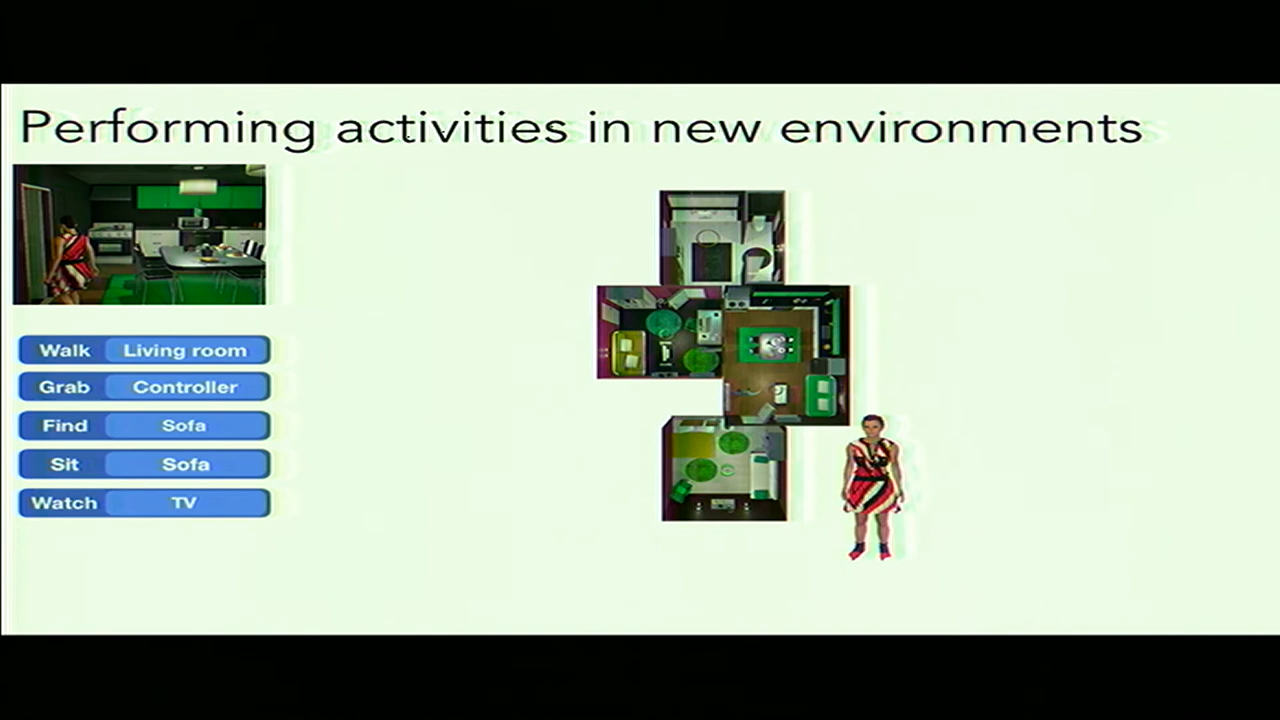 Performing activities in new environments
Walk Living room
Grab Controller
Find Sofa
Sit Sofa
Watch TV